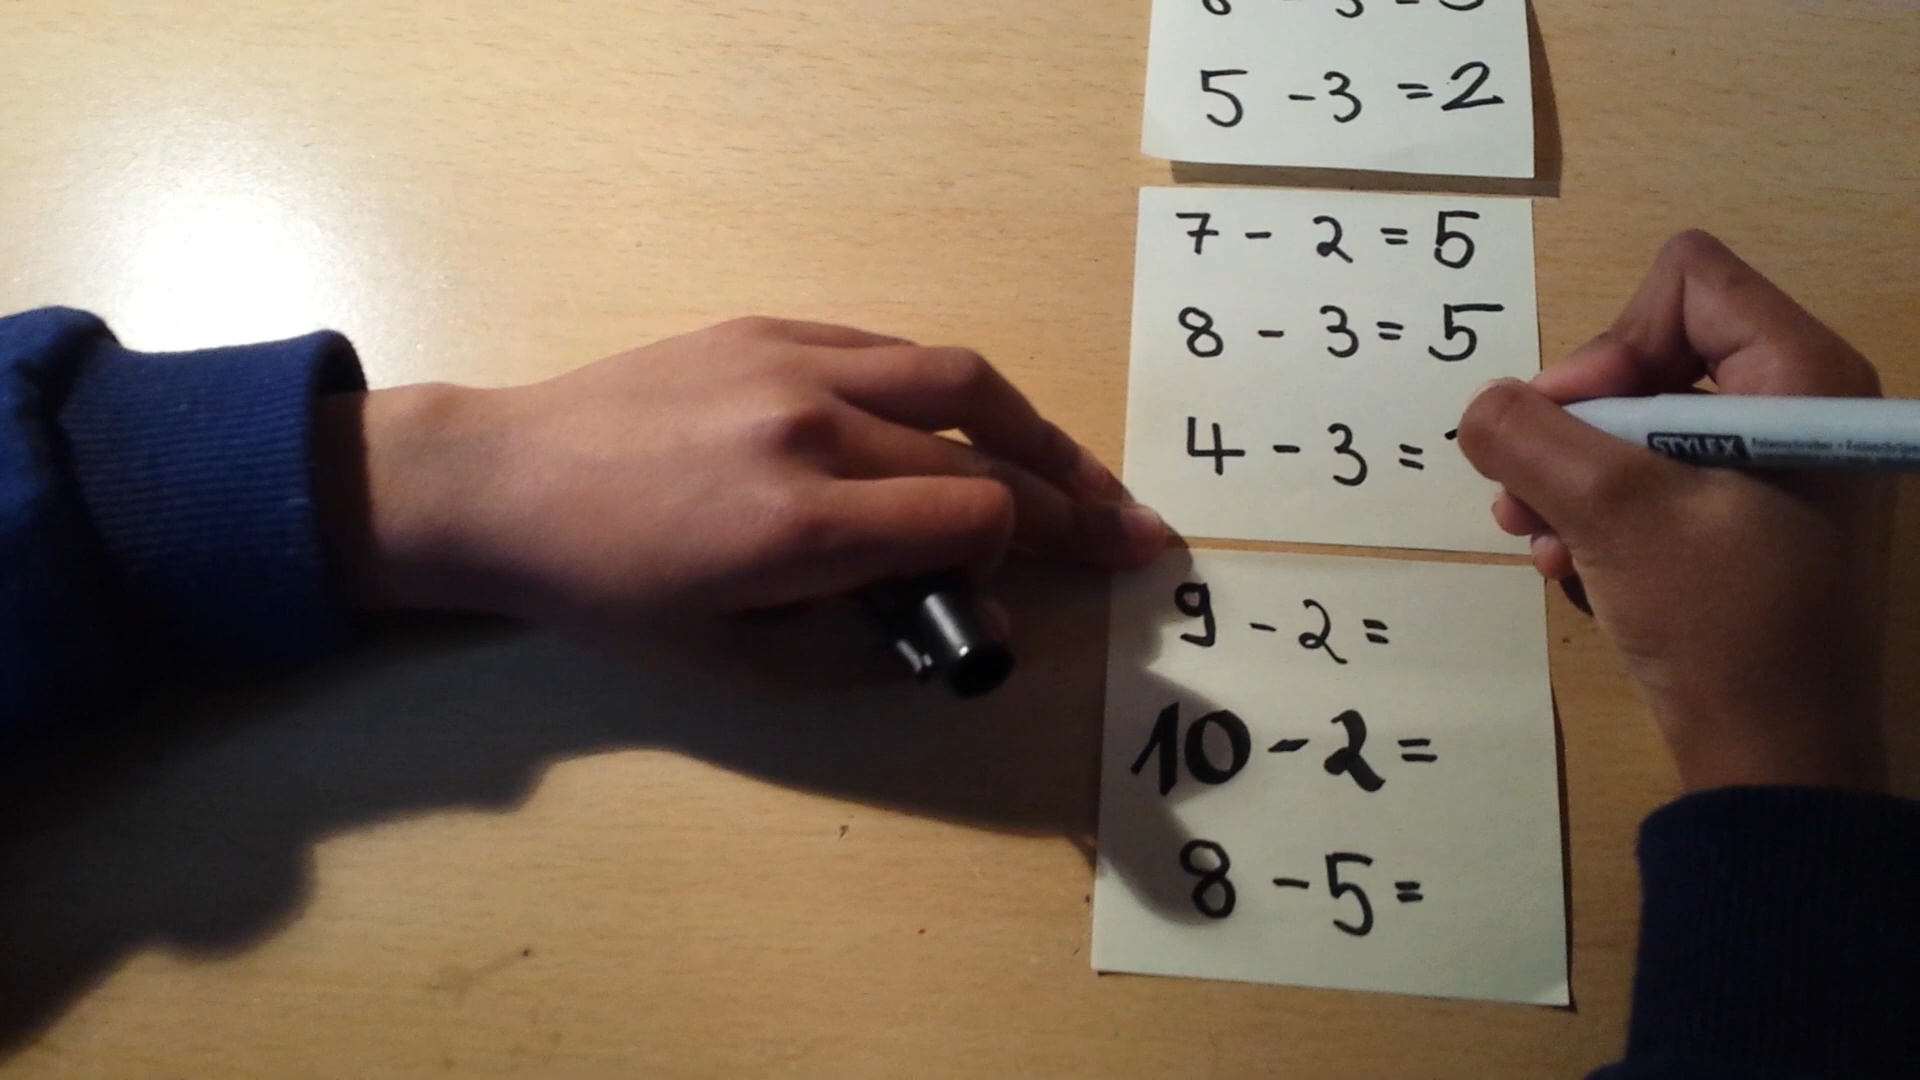 5 - 3 = 2
7 - 2 = 5
8 - 3 = 5
4 - 3 =
9 - 2 =
10 - 2 =
8 - 5 =
STYLEX